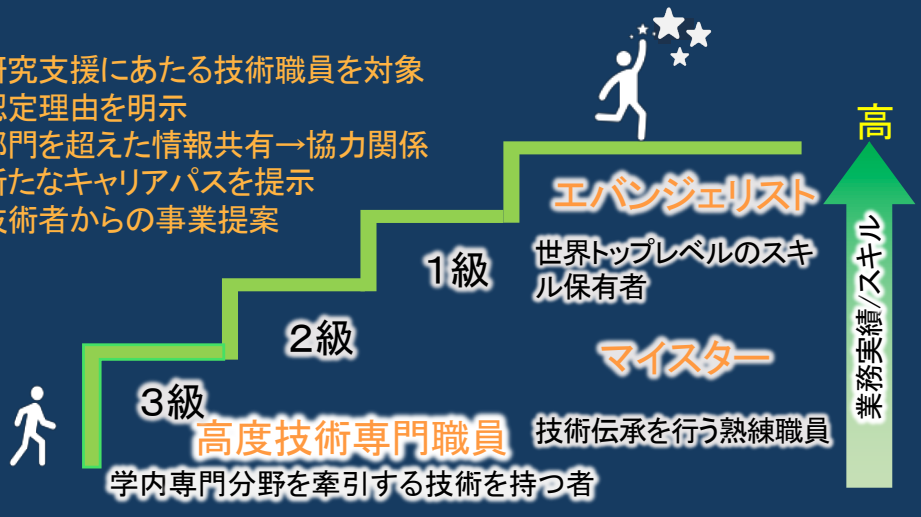 究支援にあたる技術職員を対象
定理由を明示
門を超えた情報共有→協力関係
たなキャリアパスを提示
術者からの事業提案
高
エバンジェリスト
世界トップレベルのスキ
ル保有者
1級
2級
3級
マイスター
技術伝承を行う熟練職員
高度技術専門職員
学内専門分野を牽引する技術を持つ者
業務実績/スキル